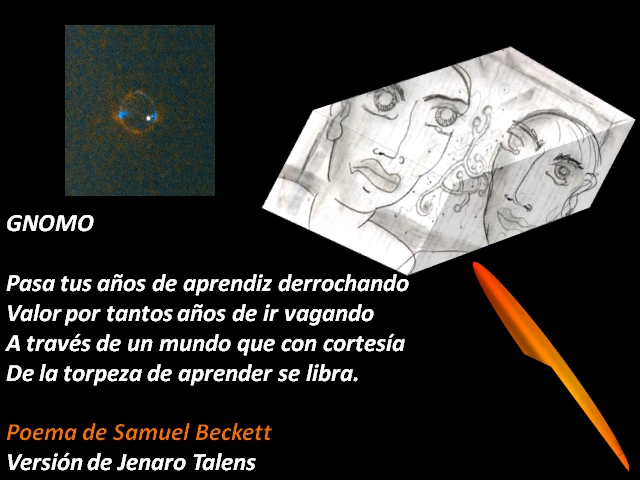 GNOMO
Pasa tus años de aprendiz derrochando
Valor por tantos años de ir vagando
A través de un mundo que con cortesía
De la torpeza de aprender se libra.
Poema de Samuel Beckett
Versión de Jenaro Talens